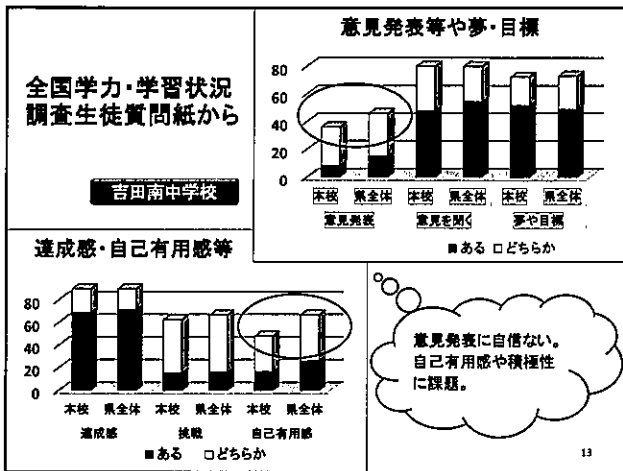 全国学力・学習状況
調査生徒質問紙から
吉田南中学校
意見発表等や夢・目標
80
60
40
20
0
本校 県全体 本校 県全体 本校 県全体
意見発表 意見を聞く 夢や目標
■ある □どちらか
達成感・自己有用感等
80
60
40
20
0
本校 県全体 本校 県全体 本校 県全体
達成感 挑戦 自己有用感
■ある □どちらか
意見発表に自信ない。
自己有用感や積極性
に課題。
13